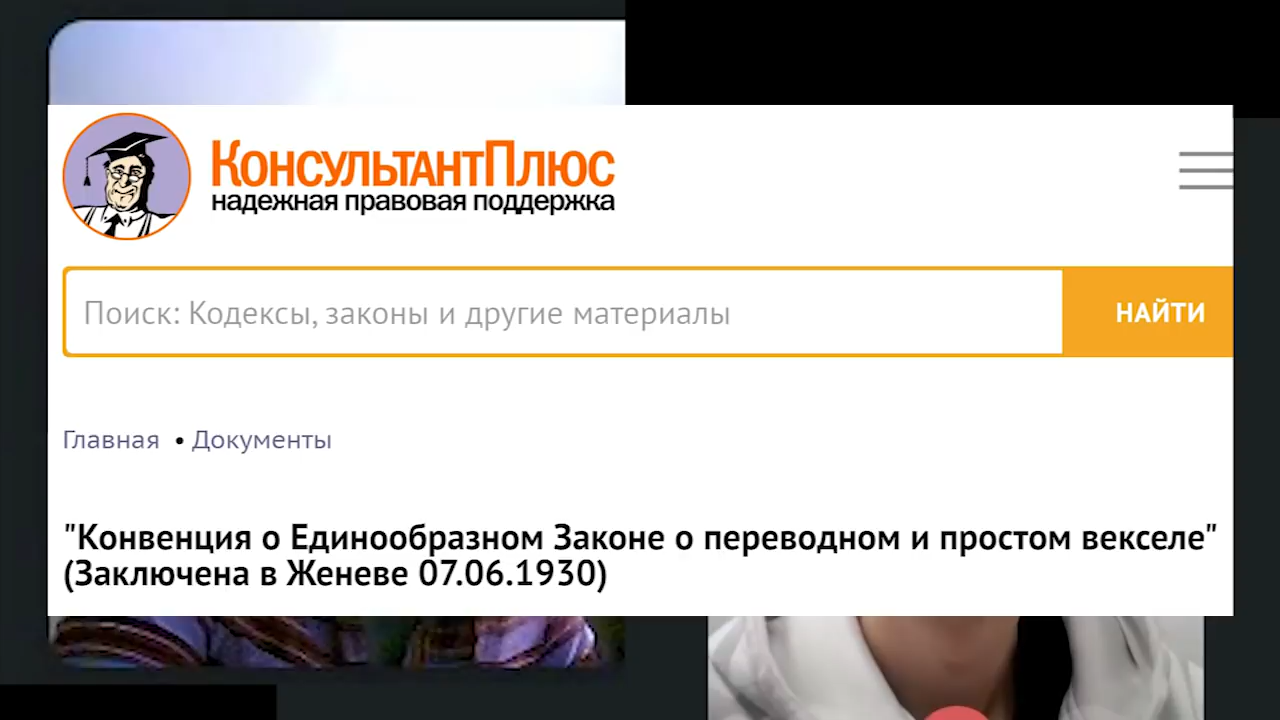 КонсультантПлюс
надежная правовая поддержка
Поиск: Кодексы, законы и другие материалы
НАЙТИ
Главная • Документы
"Конвенция о Единообразном Законе о переводном и простом векселе"
(Заключена в Женеве 07.06.1930)